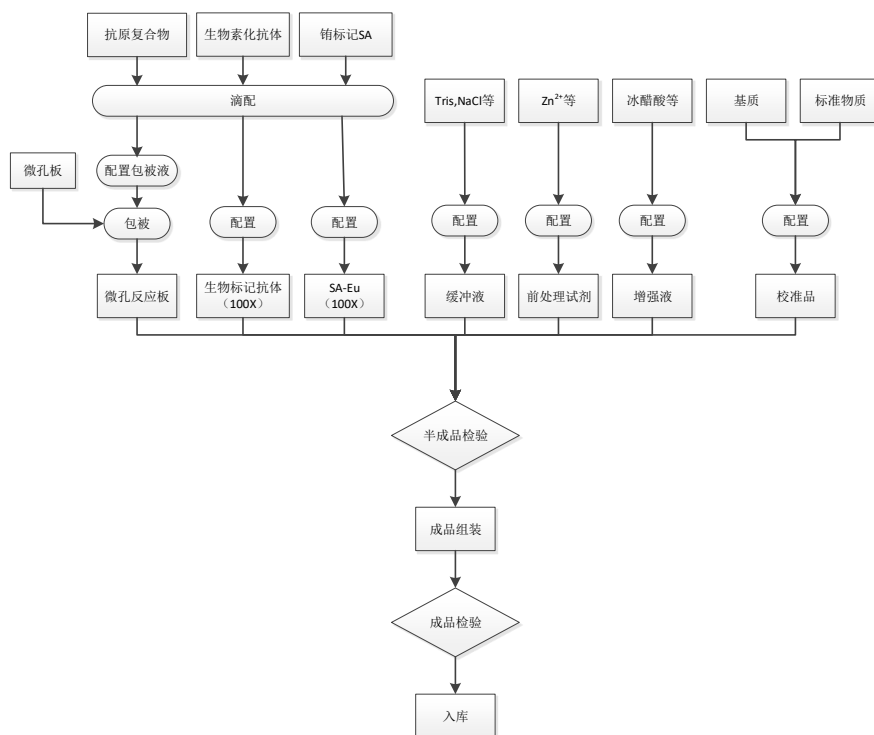 抗原复合物
生物素化抗体
铕标记SA
滴配
Tris,NaCl等
Zn²⁺等
冰醋酸等
基质
标准物质
微孔板
配置包被液
包被
配置
配置
配置
配置
配置
配置
微孔反应板
生物标记抗体
（100X）
SA-Eu
（100X）
缓冲液
前处理试剂
增强液
校准品
半成品检验
成品组装
成品检验
入库